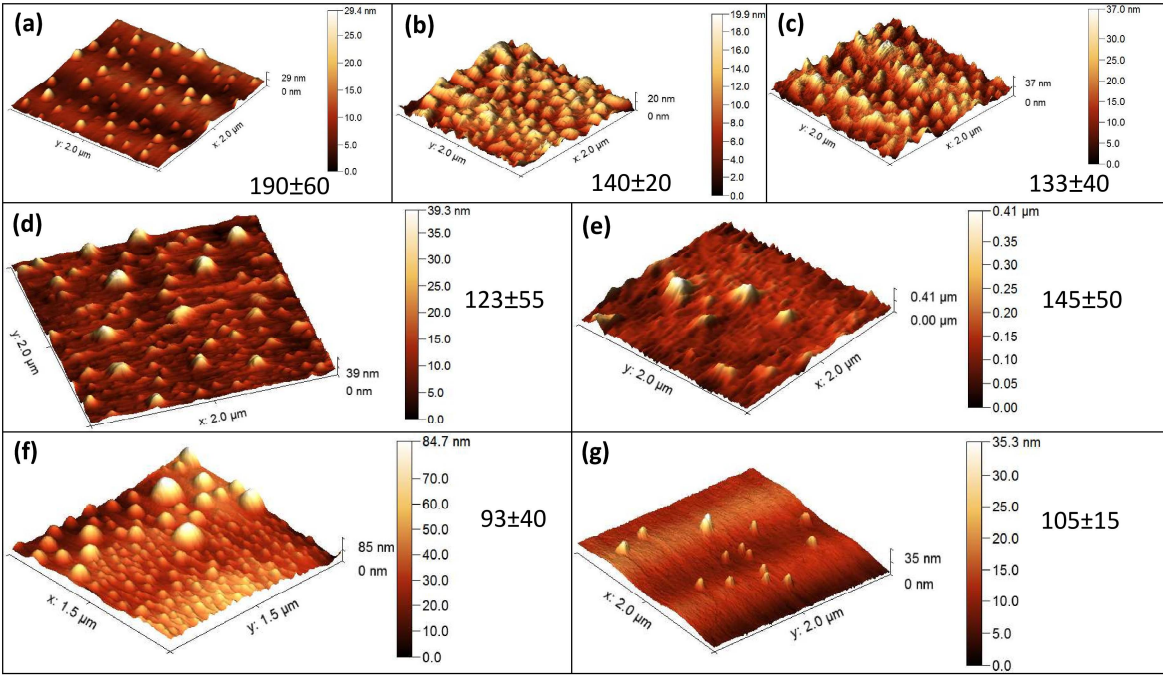 (a)
29.4 nm
25.0
20.0
15.0
10.0
5.0
0.0
29 nm
0 nm
y: 2.0 µm
x: 2.0 µm
190±60
(b)
19.9 nm
18.0
16.0
14.0
12.0
10.0
8.0
6.0
4.0
2.0
0.0
20 nm
0 nm
y: 2.0 µm
x: 2.0 µm
140±20
(c)
37.0 nm
30.0
25.0
20.0
15.0
10.0
5.0
0.0
37 nm
0 nm
y: 2.0 µm
x: 2.0 µm
133±40
(d)
39.3 nm
35.0
30.0
25.0
20.0
15.0
10.0
5.0
0.0
39 nm
0 nm
y: 2.0 µm
x: 2.0 µm
123±55
(e)
0.41 µm
0.35
0.30
0.25
0.20
0.15
0.10
0.05
0.00
0.41 µm
0.00 µm
y: 2.0 µm
x: 2.0 µm
145±50
(f)
84.7 nm
70.0
60.0
50.0
40.0
30.0
20.0
10.0
0.0
85 nm
0 nm
x: 1.5 µm
y: 1.5 µm
93±40
(g)
35.3 nm
30.0
25.0
20.0
15.0
10.0
5.0
0.0
35 nm
0 nm
x: 2.0 µm
y: 2.0 µm
105±15